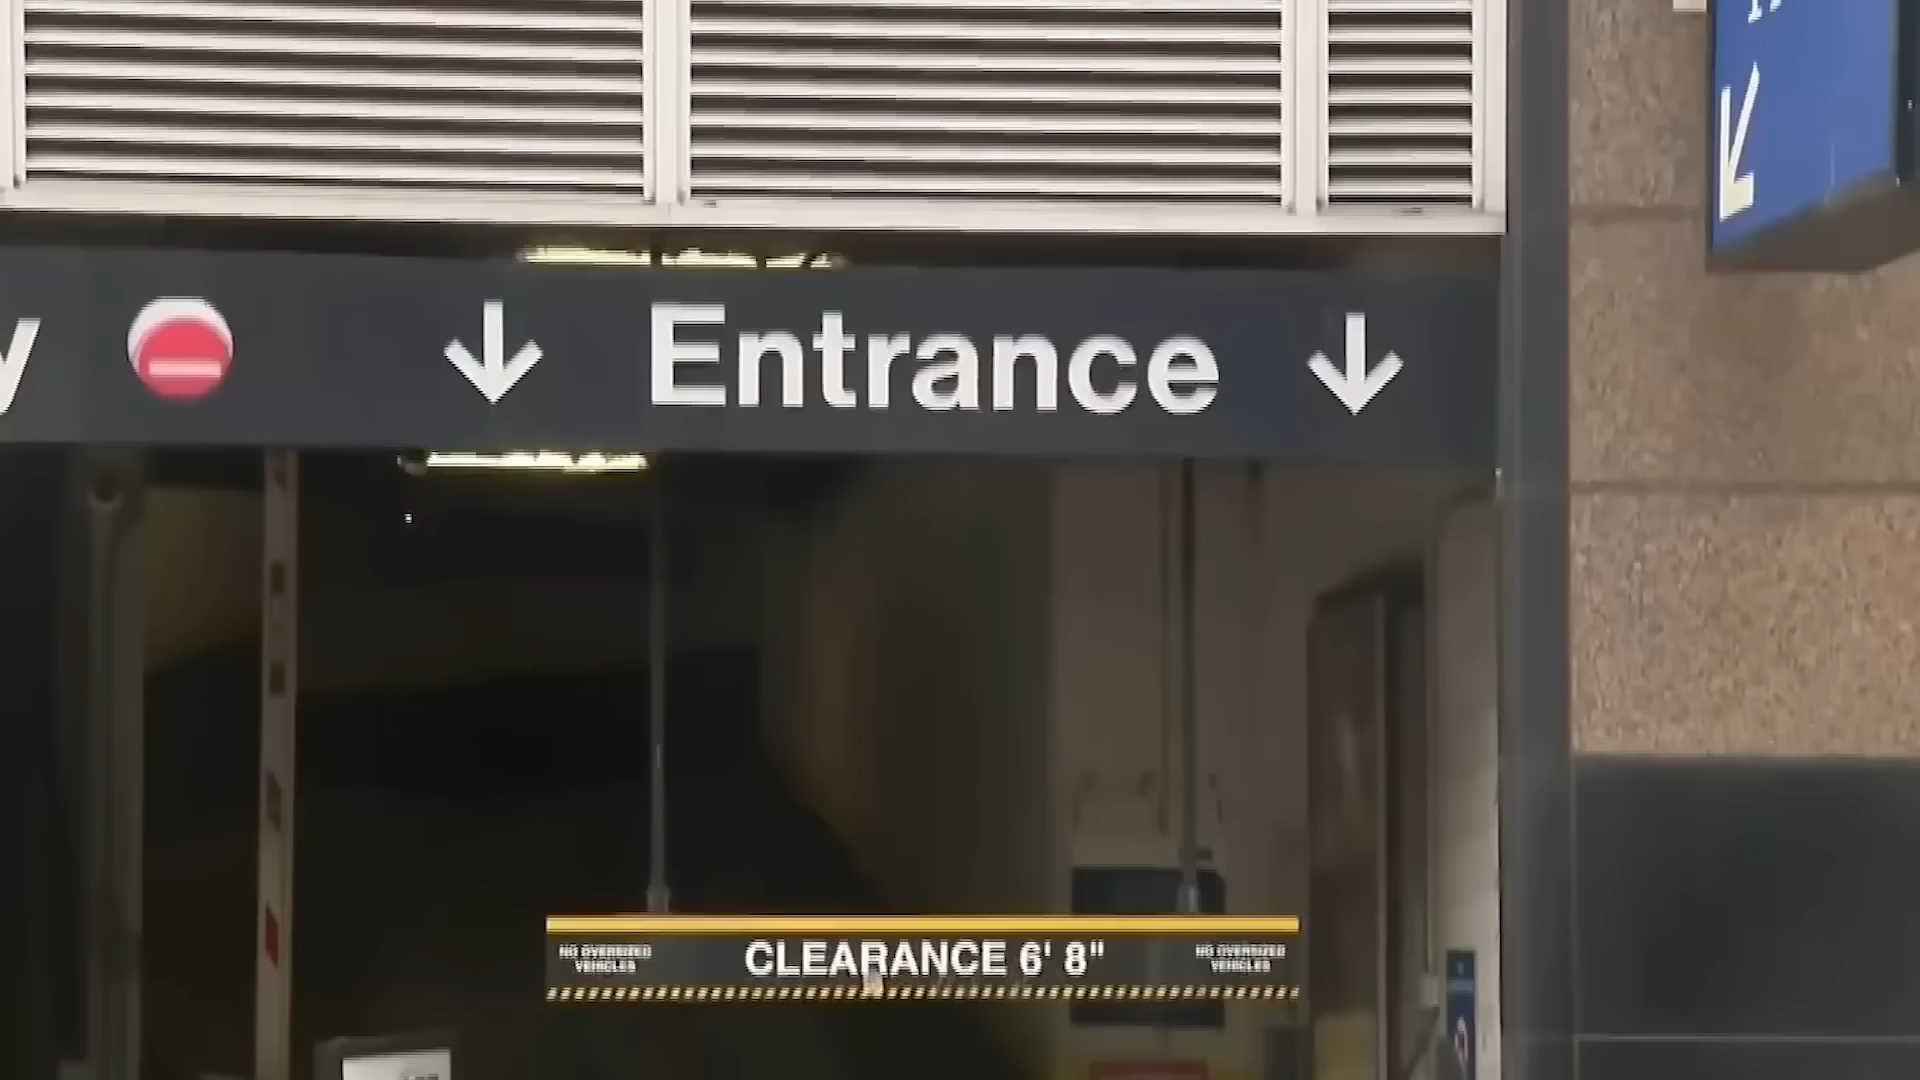 Entrance
NO OVERSIZED
VEHICLES
CLEARANCE 6' 8"
NO OVERSIZED
VEHICLES